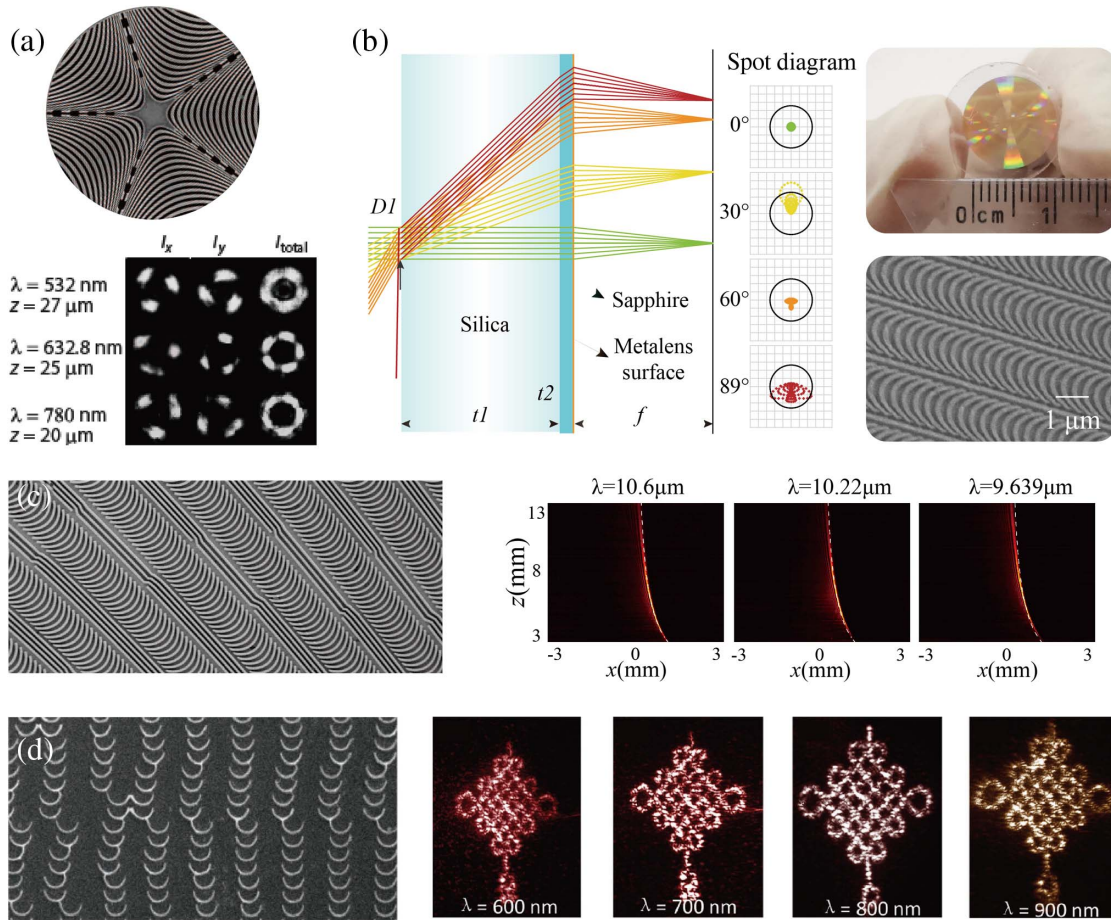 (a)
I_x I_y I_total
λ = 532 nm
z = 27 μm
λ = 632.8 nm
z = 25 μm
λ = 780 nm
z = 20 μm
(b)
D1
Silica
t1
t2
f
Sapphire
Metalens
surface
Spot diagram
0°
30°
60°
89°
0 cm 1
1 μm
(c)
λ=10.6μm λ=10.22μm λ=9.639μm
z(mm)
13
8
3
-3 0 3
x(mm)
-3 0 3
x(mm)
-3 0 3
x(mm)
(d)
λ = 600 nm
λ = 700 nm
λ = 800 nm
λ = 900 nm